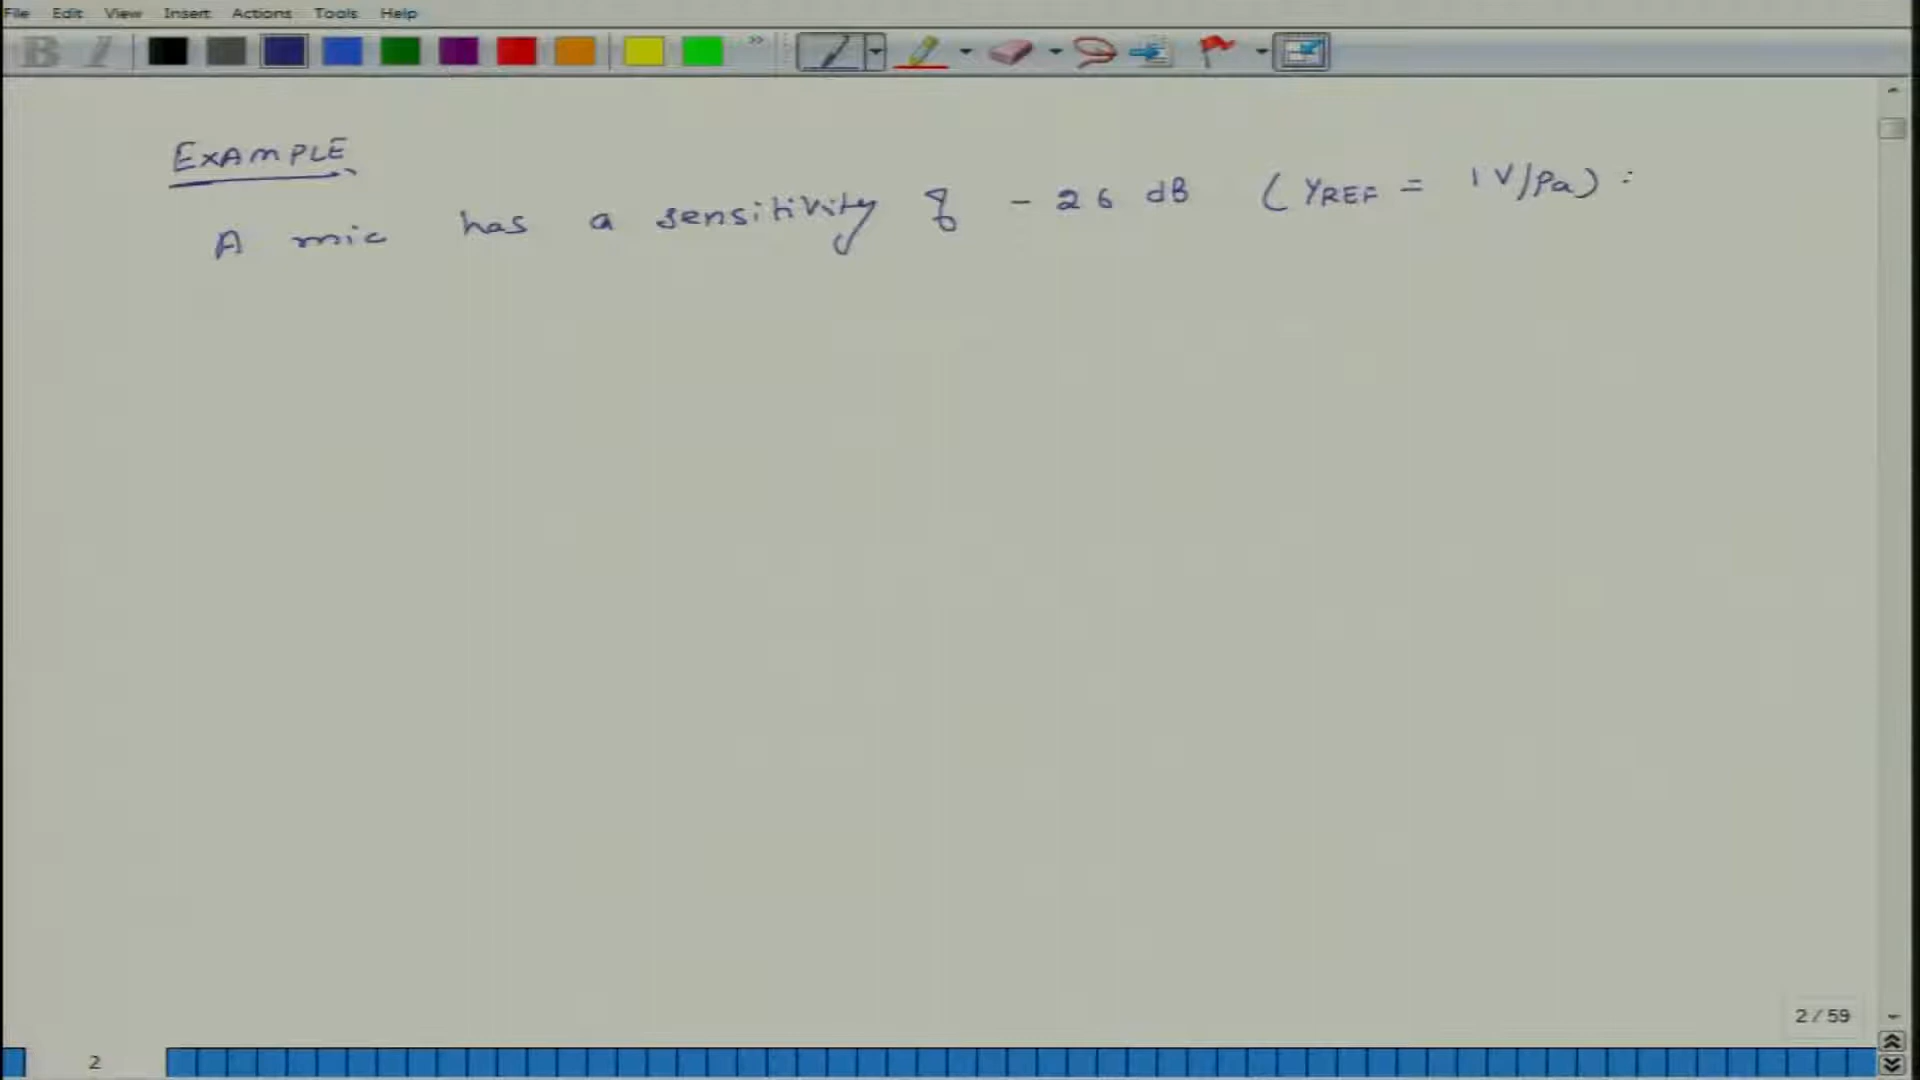 File Edit View Insert Actions Tools Help
B I
EXAMPLE
A mic has a sensitivity of - 26 dB (YREF = 1V/Pa) :
2 / 59
2